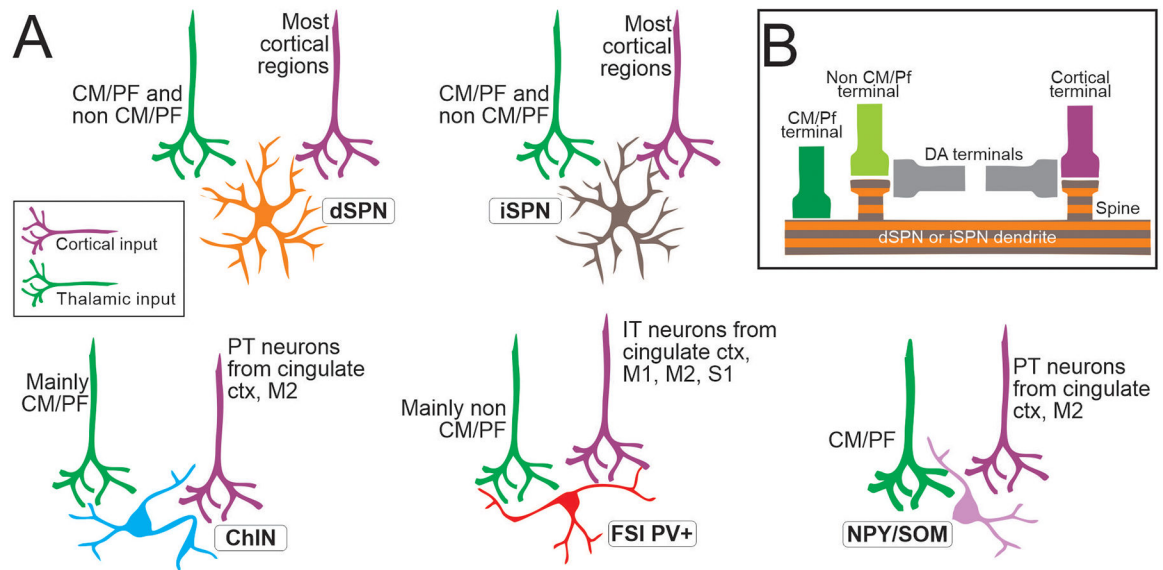 A
Most
cortical
regions
CM/PF and
non CM/PF
dSPN
Most
cortical
regions
CM/PF and
non CM/PF
iSPN
B
Non CM/Pf
terminal
Cortical
terminal
CM/Pf
terminal
DA terminals
Spine
dSPN or iSPN dendrite
Cortical input
Thalamic input
PT neurons
from cingulate
ctx, M2
Mainly
CM/PF
ChIN
IT neurons from
cingulate ctx,
M1, M2, S1
Mainly non
CM/PF
FSI PV+
PT neurons
from cingulate
ctx, M2
CM/PF
NPY/SOM